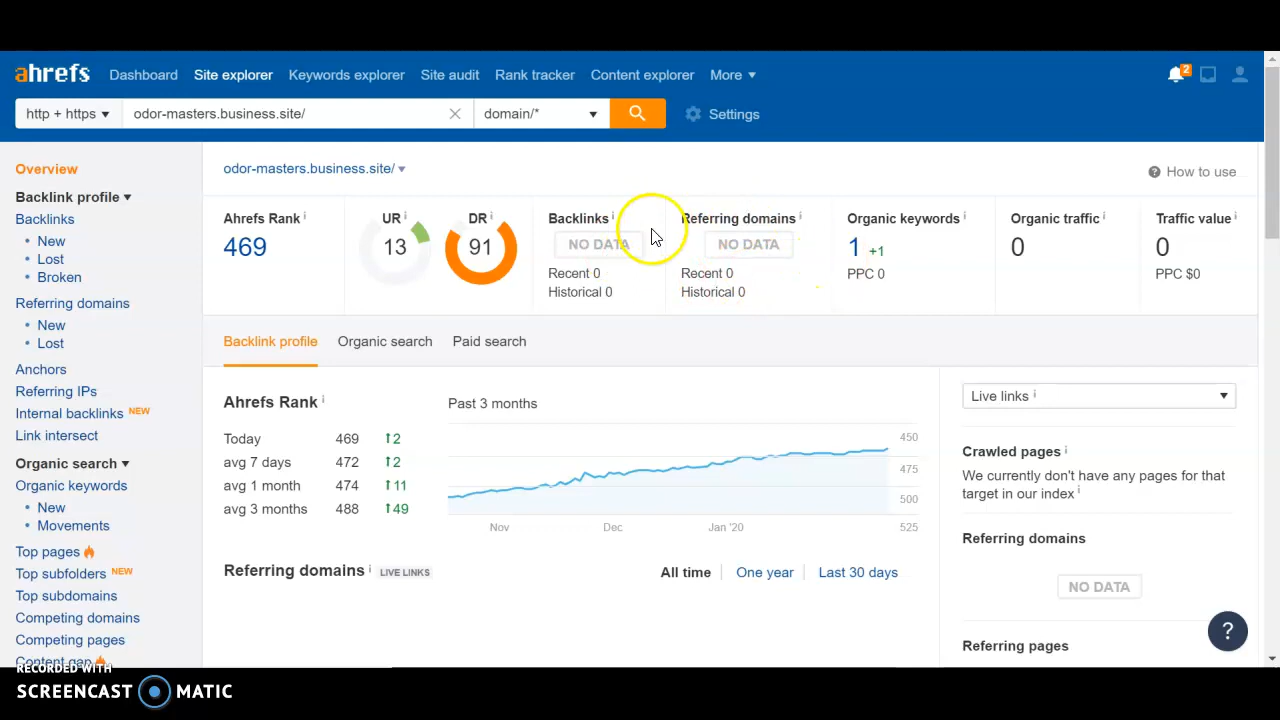 ahrefs Dashboard Site explorer Keywords explorer Site audit Rank tracker Content explorer More 2
http + https odor-masters.business.site/ domain/* Settings
Overview
Backlink profile
Backlinks
New
Lost
Broken
Referring domains
New
Lost
Anchors
Referring IPs
Internal backlinks NEW
Link intersect
Organic search
Organic keywords
New
Movements
Top pages
Top subfolders NEW
Top subdomains
Competing domains
Competing pages
Content gap
odor-masters.business.site/ How to use
Ahrefs Rank UR DR Backlinks Referring domains Organic keywords Organic traffic Traffic value
469 13 91 NO DATA NO DATA 1 +1 0 0
Recent 0 Recent 0 PPC 0 PPC $0
Historical 0 Historical 0
Backlink profile Organic search Paid search
Ahrefs Rank Past 3 months
Today 469 2
avg 7 days 472 2
avg 1 month 474 11
avg 3 months 488 49
450
475
500
525
Nov Dec Jan '20
Referring domains LIVE LINKS All time One year Last 30 days
Live links
Crawled pages
We currently don't have any pages for that
target in our index
Referring domains
NO DATA
Referring pages
?
RECORDED WITH
SCREENCAST MATIC